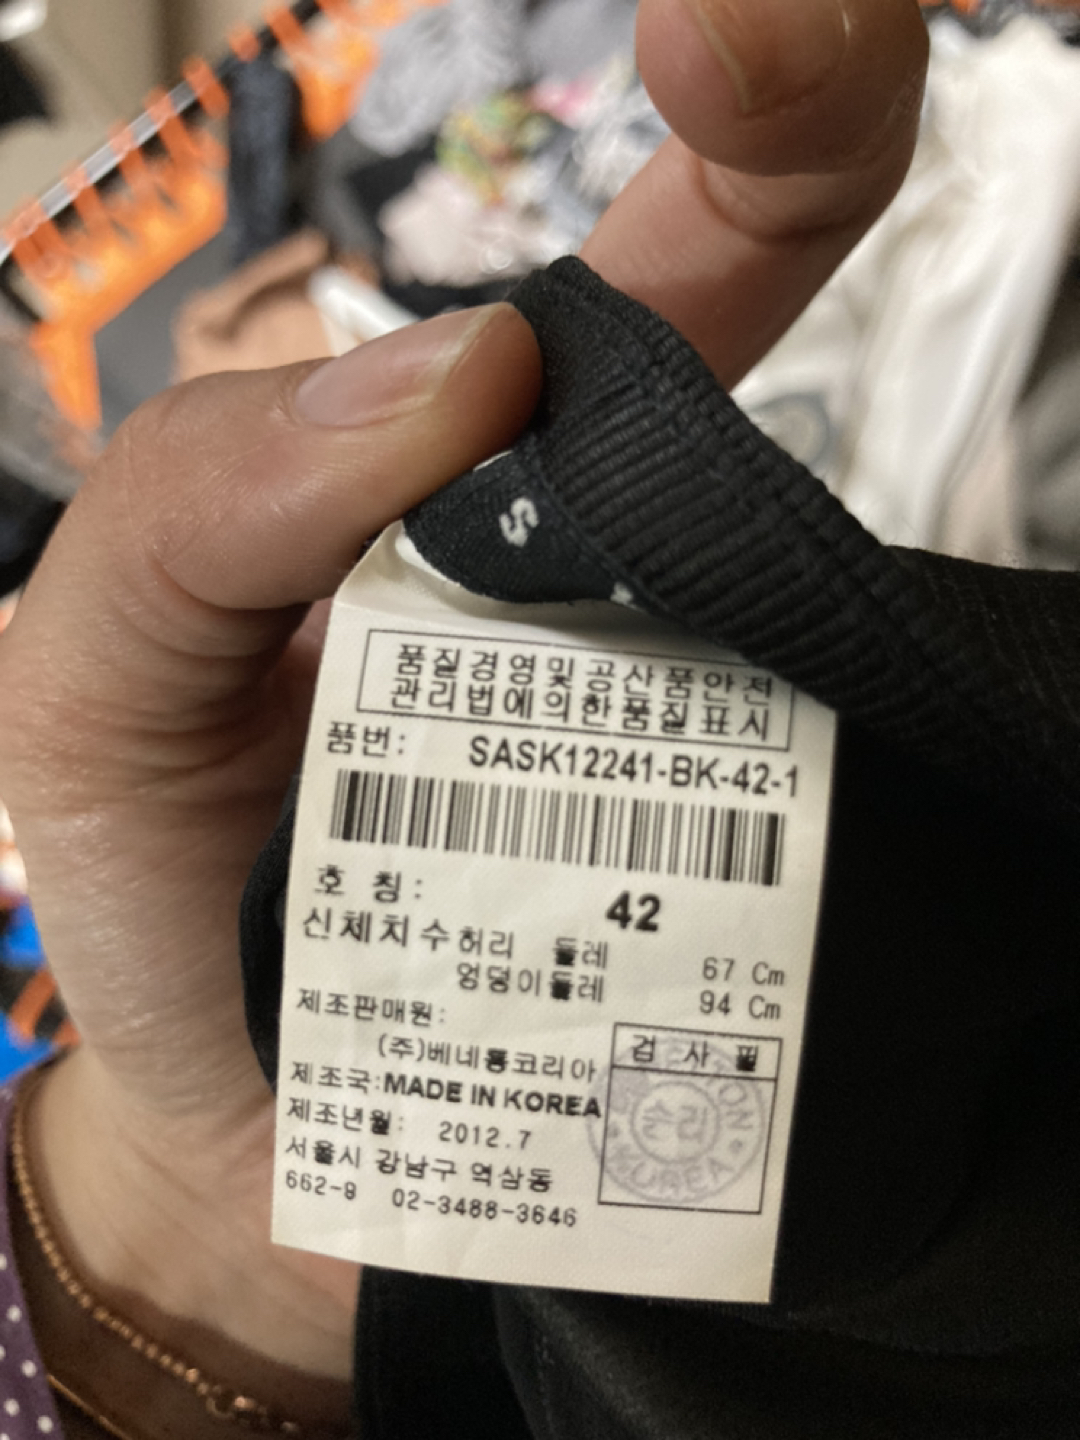 S
품질경영및공산품안전
관리법에의한품질표시
품번: SASK12241-BK-42-1
호 칭: 42
신체치수허리 둘레 67 Cm
엉덩이둘레 94 Cm
제조판매원:
(주)베네통코리아
제조국:MADE IN KOREA
제조년월: 2012.7
서울시 강남구 역삼동
662-9 02-3488-3646
검 사 필
승리
KOREA